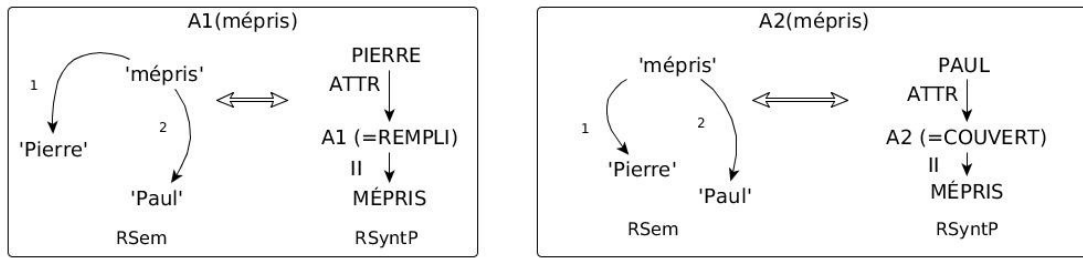 A1(mépris)
PIERRE
'mépris'
ATTR
1
2
A1 (=REMPLI)
'Pierre'
II
'Paul'
MÉPRIS
RSem
RSyntP
A2(mépris)
'mépris'
PAUL
ATTR
1
2
A2 (=COUVERT)
'Pierre'
II
'Paul'
MÉPRIS
RSem
RSyntP